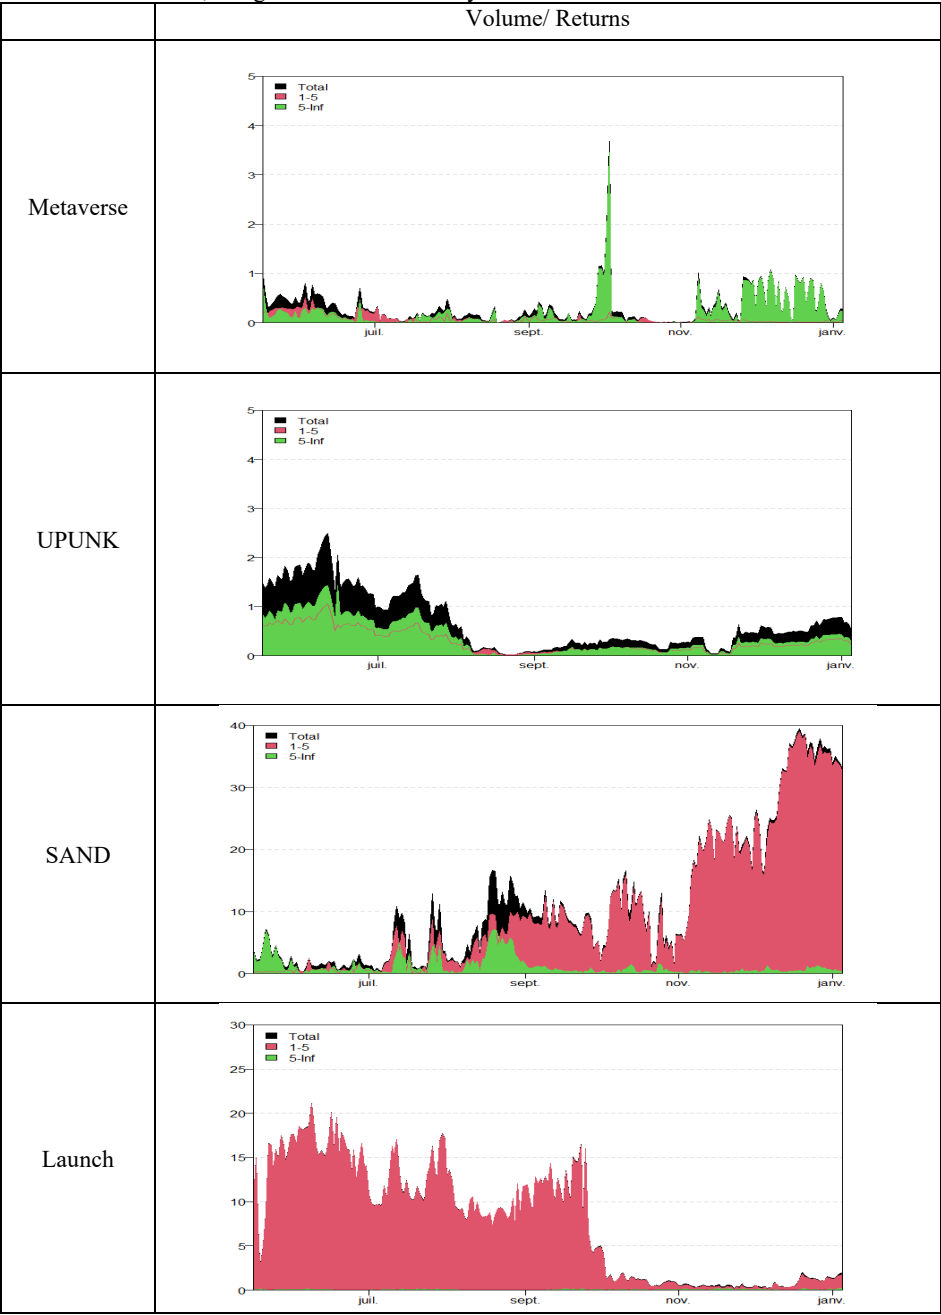 Volume/ Returns
Metaverse
5
4
3
2
1
0
Total
1-5
5-Inf
juil.
sept.
nov.
janv.
UPUNK
5
4
3
2
1
0
Total
1-5
5-Inf
juil.
sept.
nov.
janv.
SAND
40
30
20
10
0
Total
1-5
5-Inf
juil.
sept.
nov.
janv.
Launch
30
25
20
15
10
5
0
Total
1-5
5-Inf
juil.
sept.
nov.
janv.